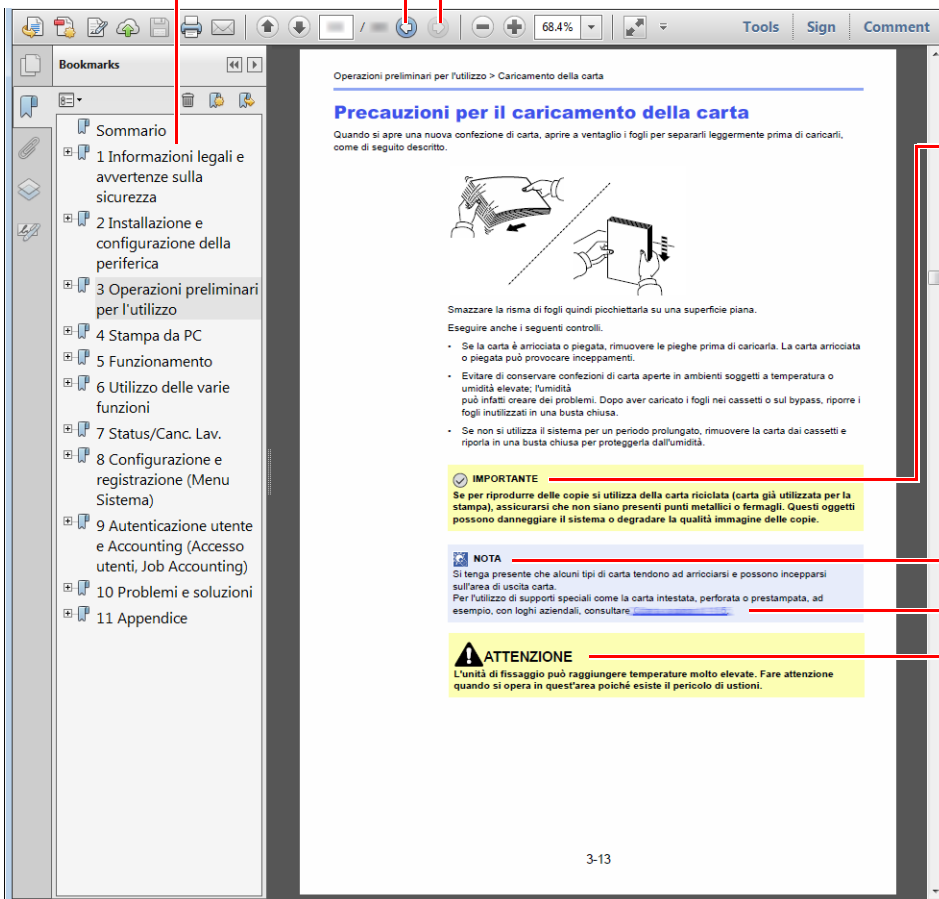 /
68.4%
Tools
Sign
Comment
Bookmarks
Sommario
1 Informazioni legali e
avvertenze sulla
sicurezza
2 Installazione e
configurazione della
periferica
3 Operazioni preliminari
per l'utilizzo
4 Stampa da PC
5 Funzionamento
6 Utilizzo delle varie
funzioni
7 Status/Canc. Lav.
8 Configurazione e
registrazione (Menu
Sistema)
9 Autenticazione utente
e Accounting (Accesso
utenti, Job Accounting)
10 Problemi e soluzioni
11 Appendice
Operazioni preliminari per l'utilizzo > Caricamento della carta
Precauzioni per il caricamento della carta
Quando si apre una nuova confezione di carta, aprire a ventaglio i fogli per separarli leggermente prima di caricarli,
come di seguito descritto.
Smazzare la risma di fogli quindi picchiettarla su una superficie piana.
Eseguire anche i seguenti controlli.
• Se la carta è arricciata o piegata, rimuovere le pieghe prima di caricarla. La carta arricciata
o piegata può provocare inceppamenti.
• Evitare di conservare confezioni di carta aperte in ambienti soggetti a temperatura o
umidità elevate; l'umidità
può infatti creare dei problemi. Dopo aver caricato i fogli nei cassetti o sul bypass, riporre i
fogli inutilizzati in una busta chiusa.
• Se non si utilizza il sistema per un periodo prolungato, rimuovere la carta dai cassetti e
riporla in una busta chiusa per proteggerla dall'umidità.
IMPORTANTE
Se per riprodurre delle copie si utilizza della carta riciclata (carta già utilizzata per la
stampa), assicurarsi che non siano presenti punti metallici o fermagli. Questi oggetti
possono danneggiare il sistema o degradare la qualità immagine delle copie.
NOTA
Si tenga presente che alcuni tipi di carta tendono ad arricciarsi e possono incepparsi
sull'area di uscita carta.
Per l'utilizzo di supporti speciali come la carta intestata, perforata o prestampata, ad
esempio, con loghi aziendali, consultare
ATTENZIONE
L'unità di fissaggio può raggiungere temperature molto elevate. Fare attenzione
quando si opera in quest'area poiché esiste il pericolo di ustioni.
3-13